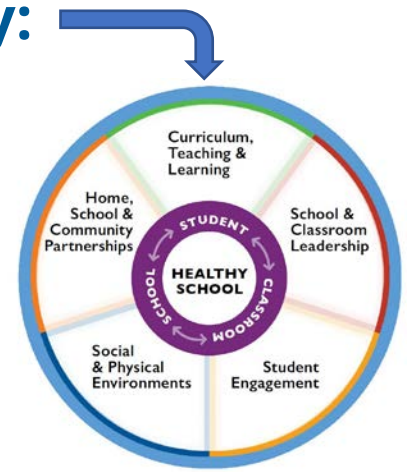 y:
Curriculum,
Teaching &
Learning
Home,
School &
Community
Partnerships
School &
Classroom
Leadership
STUDENT
CLASSROOM
SCHOOL
HEALTHY
SCHOOL
Social
& Physical
Environments
Student
Engagement